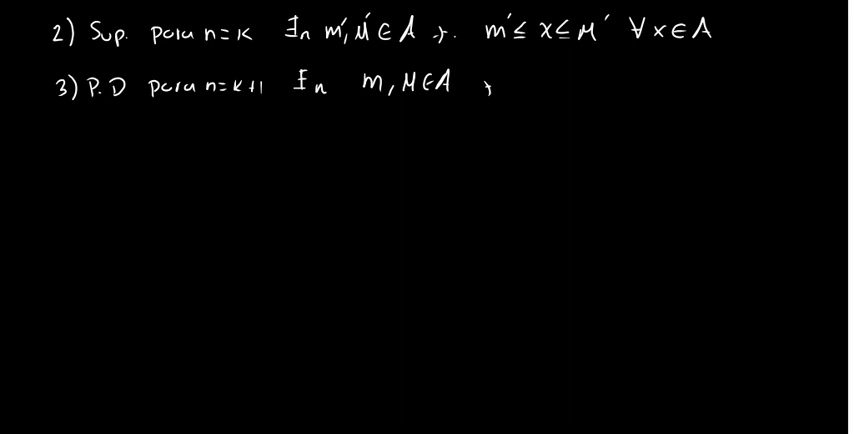 2) Sup. para n=k ∃n m', M' ∈ A t. m' ≤ x ≤ M' ∀ x ∈ A
3) P.D para n=k+1 ∃n m, M ∈ A t